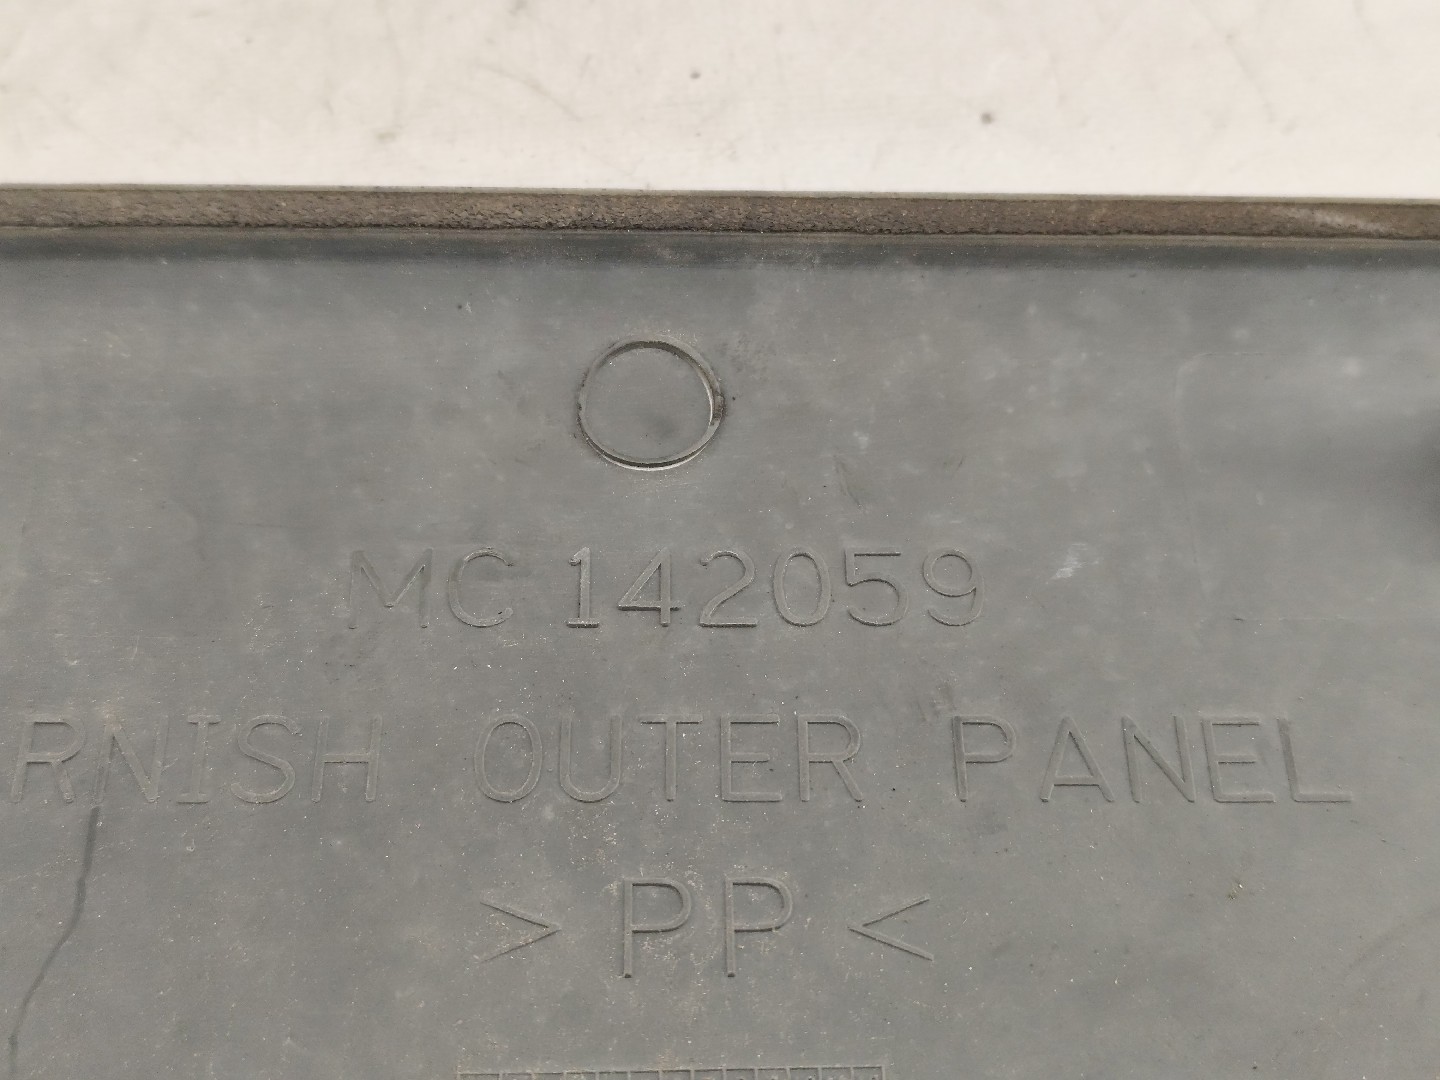 MC 142059
RNISH OUTER PANEL
> PP <